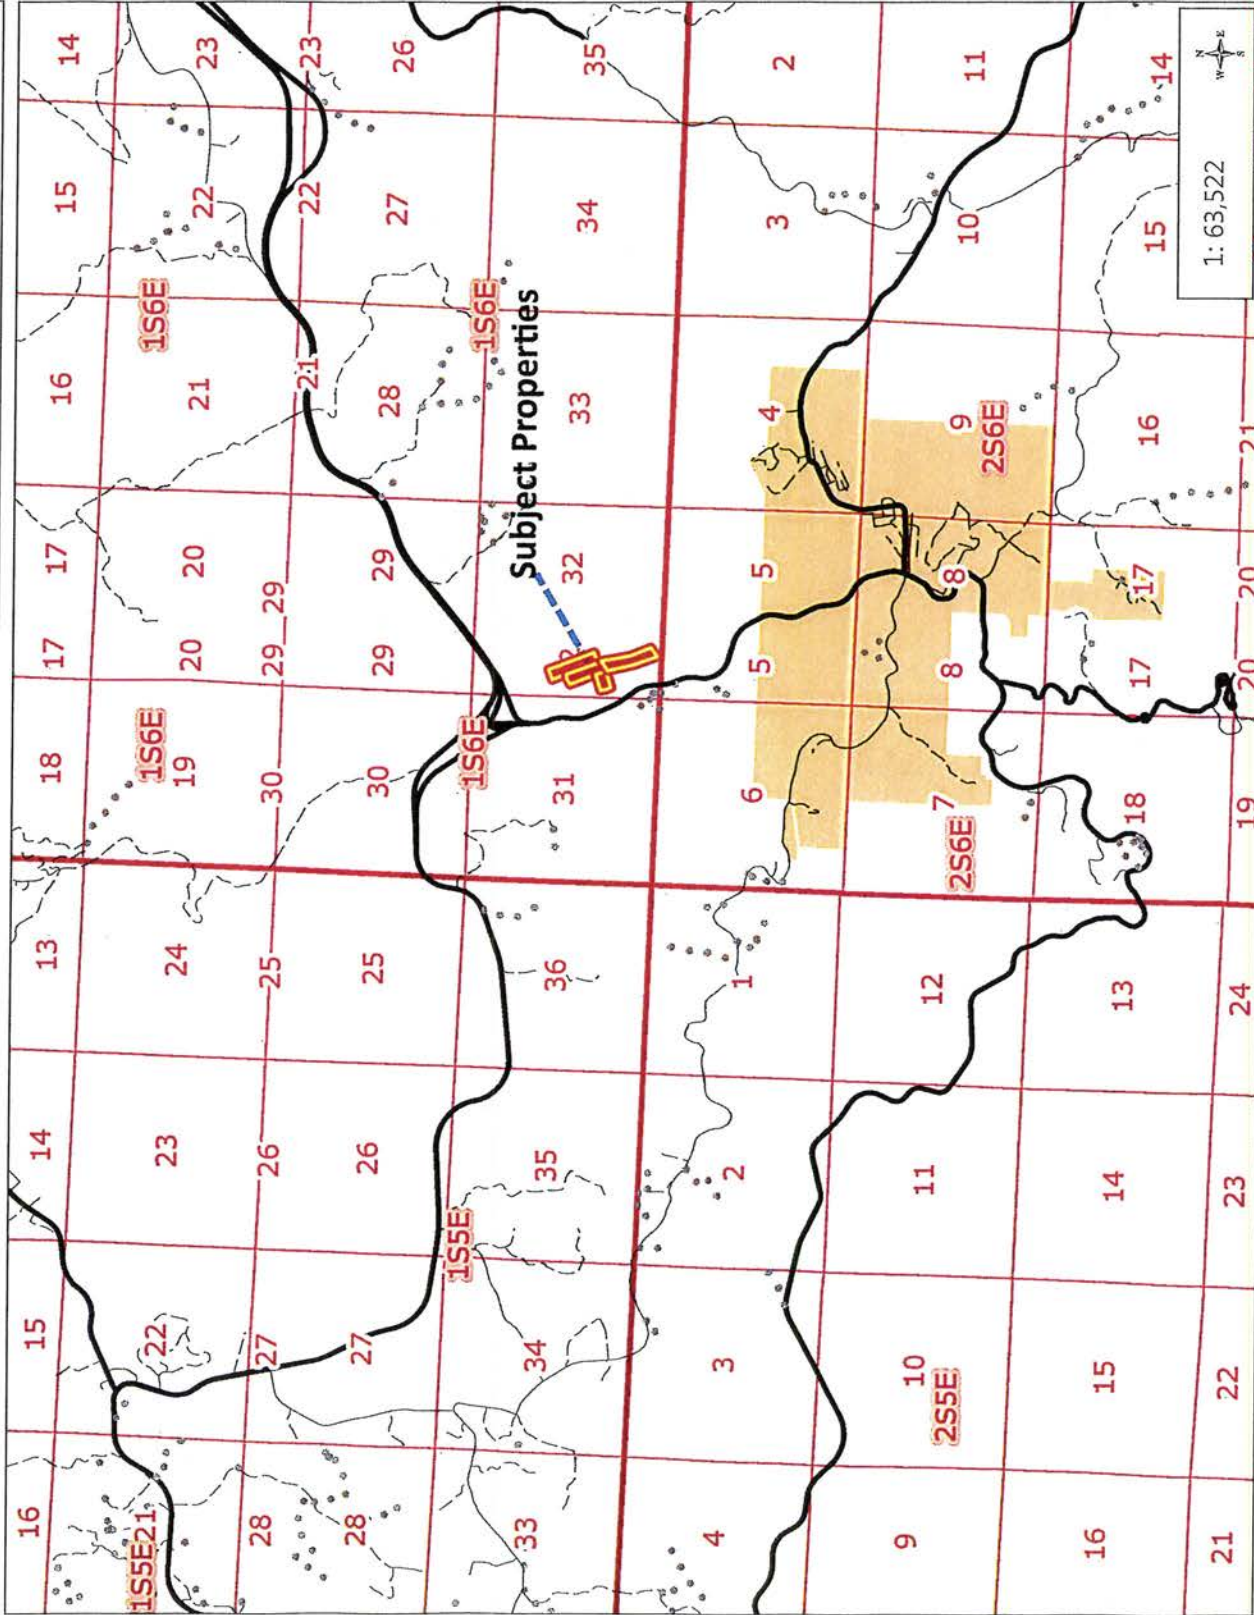 16 15 14 13 18 17 17 16 15 14
1S5E 21 22 23 24 1S6E 19 20 20 21 1S6E 22 23
28 27 26 25 30 29 29 21 22 23
28 27 26 25 30 29 29 28 27 26
1S5E 1S6E 1S6E
Subject Properties
33 34 35 36 31 32 33 34 35
4 3 2 1 6 5 5 4 3 2
9 10 11 12 7 8 8 9 10 11
2S5E 2S6E 2S6E
16 15 14 13 18 17 17 16 15 14
21 22 23 24 19 20 20 21
1: 63,522
N
W E
S